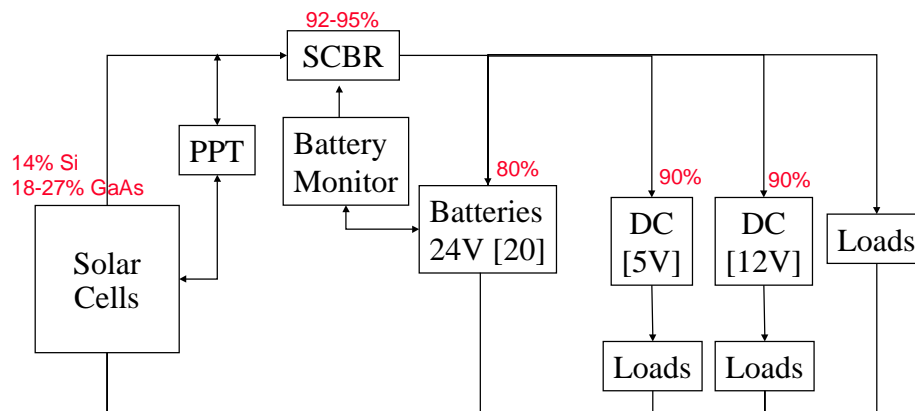 92-95%
SCBR
PPT
Battery
Monitor
14% Si
18-27% GaAs
80%
90%
90%
Solar
Cells
Batteries
24V [20]
DC
[5V]
DC
[12V]
Loads
Loads
Loads